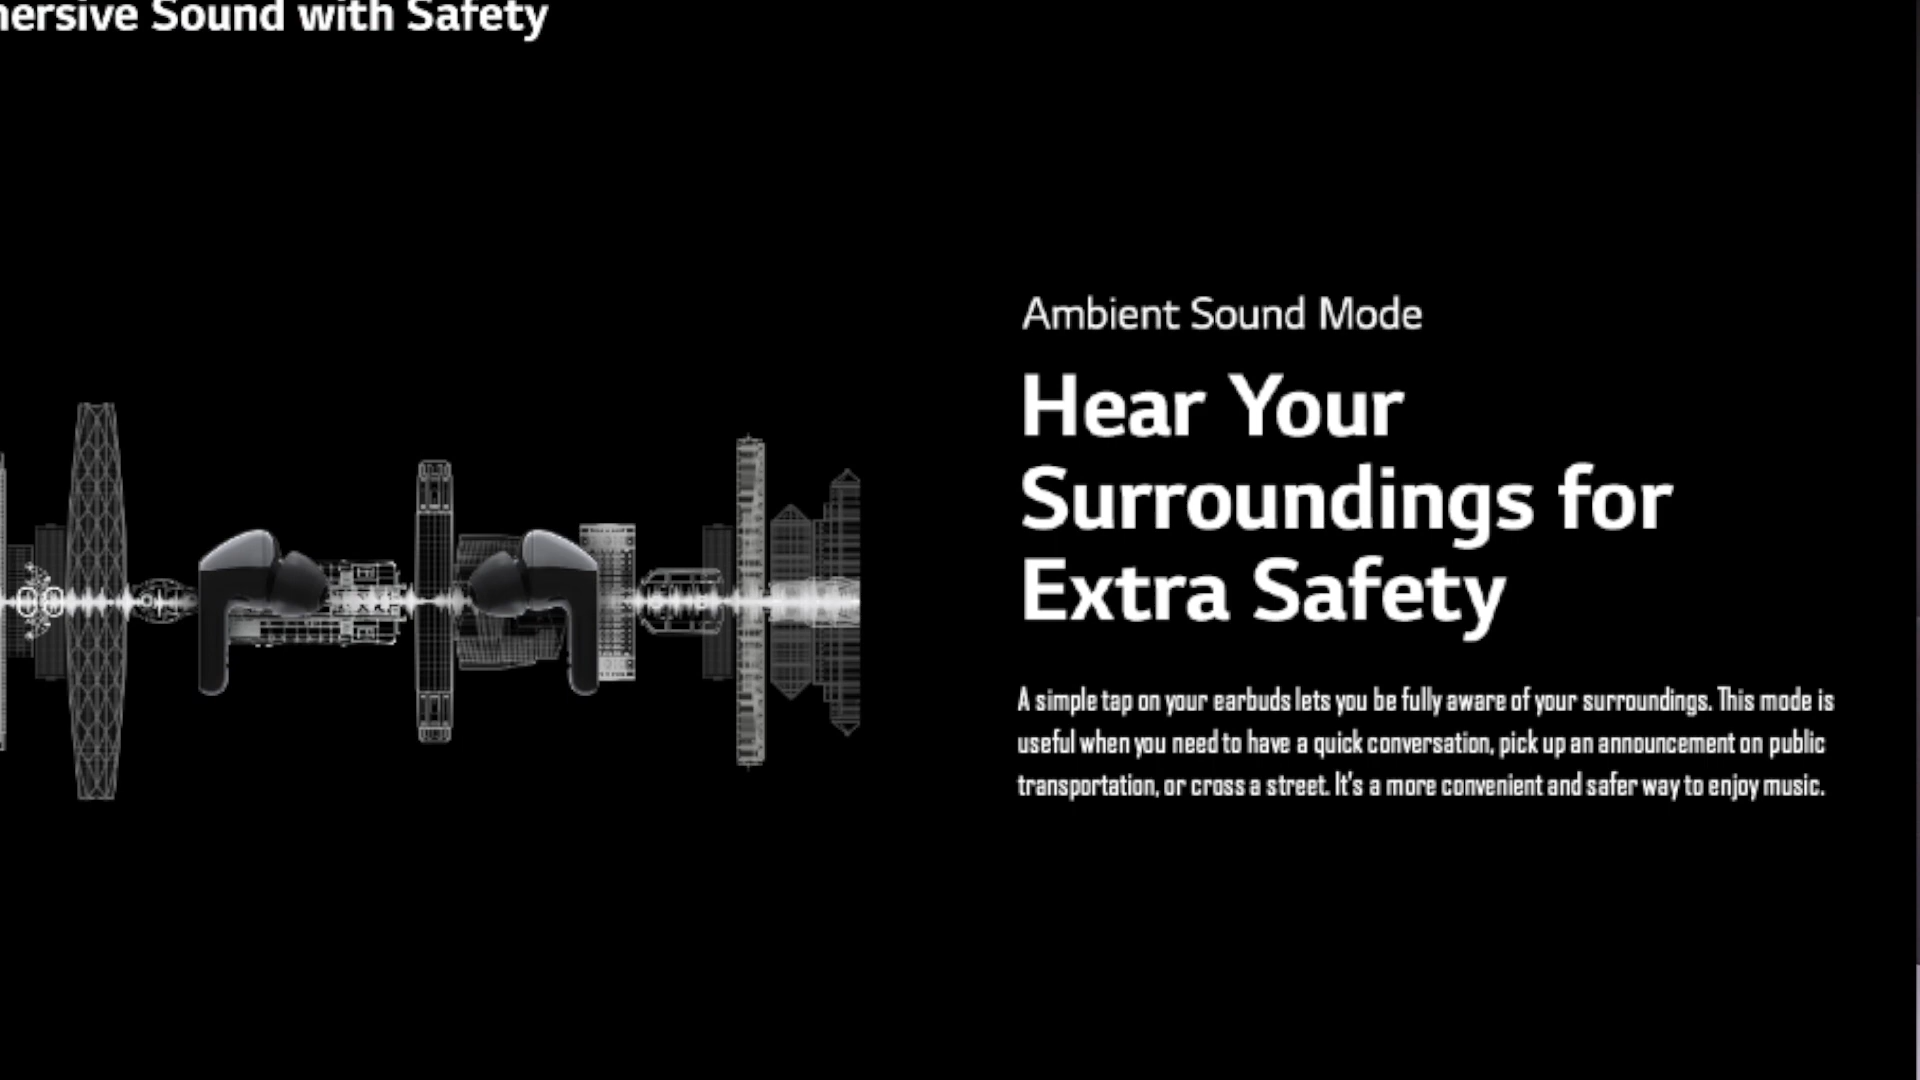 Sound with Safety
Ambient Sound Mode
Hear Your
Surroundings for
Extra Safety
A simple tap on your earbuds lets you be fully aware of your surroundings. This mode is
useful when you need to have a quick conversation, pick up an announcement on public
transportation, or cross a street. It's a more convenient and safer way to enjoy music.